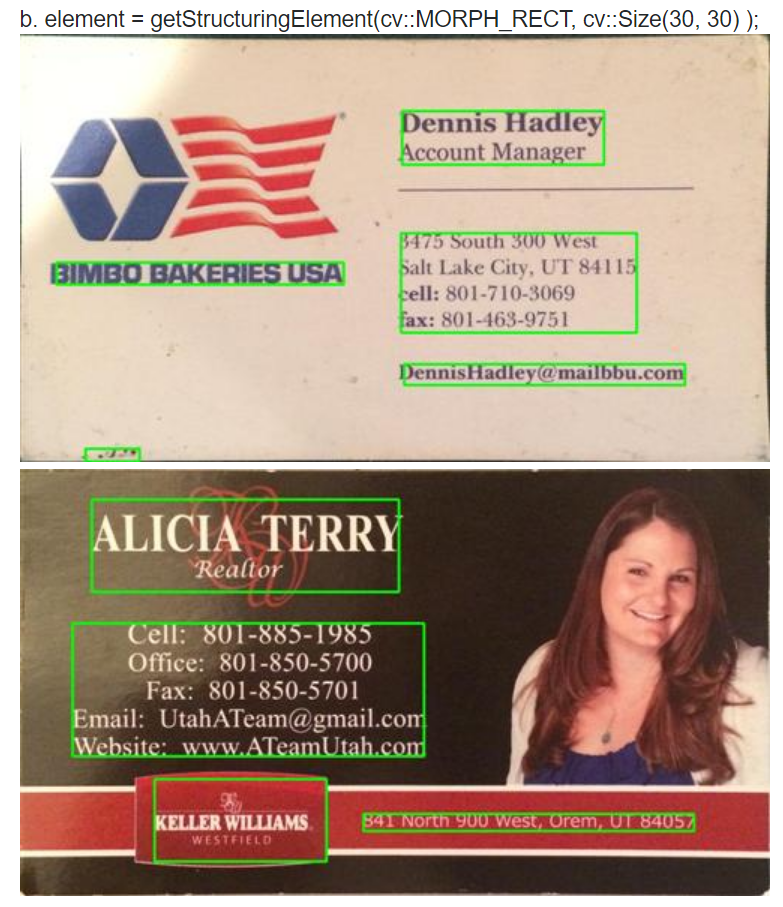 b. element = getStructuringElement(cv::MORPH_RECT, cv::Size(30, 30) );
Dennis Hadley
Account Manager
BIMBO BAKERIES USA
3475 South 300 West
Salt Lake City, UT 84115
cell: 801-710-3069
fax: 801-463-9751
DennisHadley@mailbbu.com
ALICIA TERRY
Realtor
Cell: 801-885-1985
Office: 801-850-5700
Fax: 801-850-5701
Email: UtahATeam@gmail.com
Website: www.ATeamUtah.com
KELLER WILLIAMS.
WESTFIELD
841 North 900 West, Orem, UT 84057